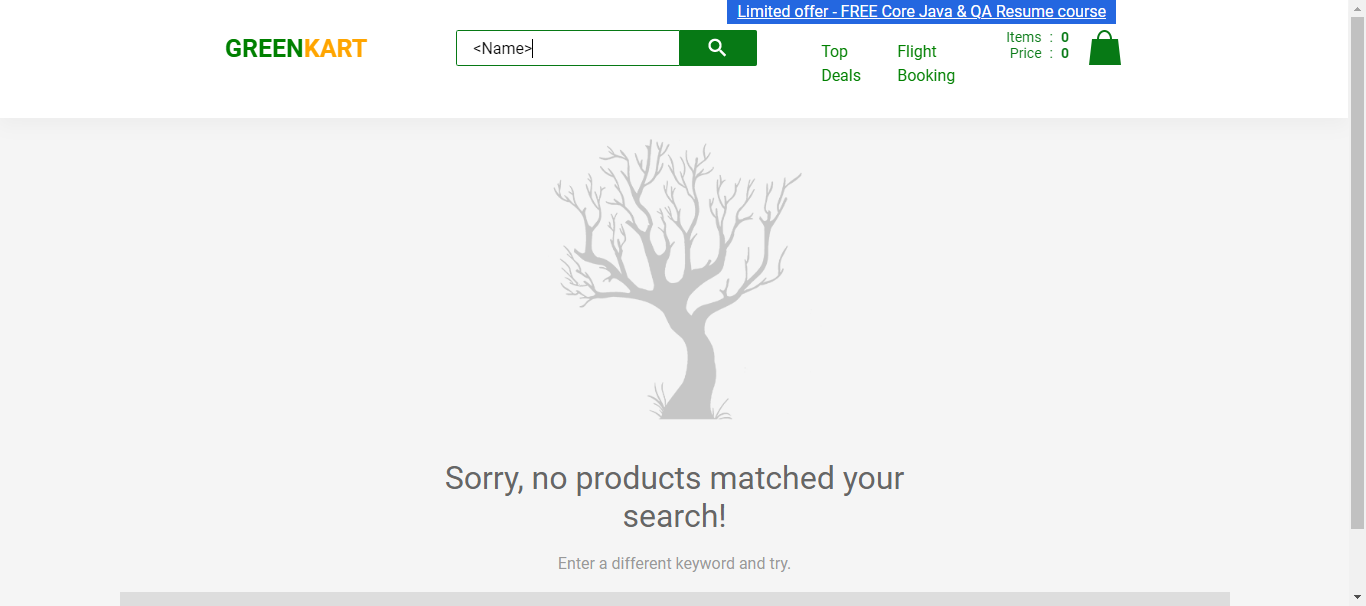 Limited offer - FREE Core Java & QA Resume course
GREENKART
<Name>
Top
Deals
Flight
Booking
Items : 0
Price : 0
Sorry, no products matched your
search!
Enter a different keyword and try.